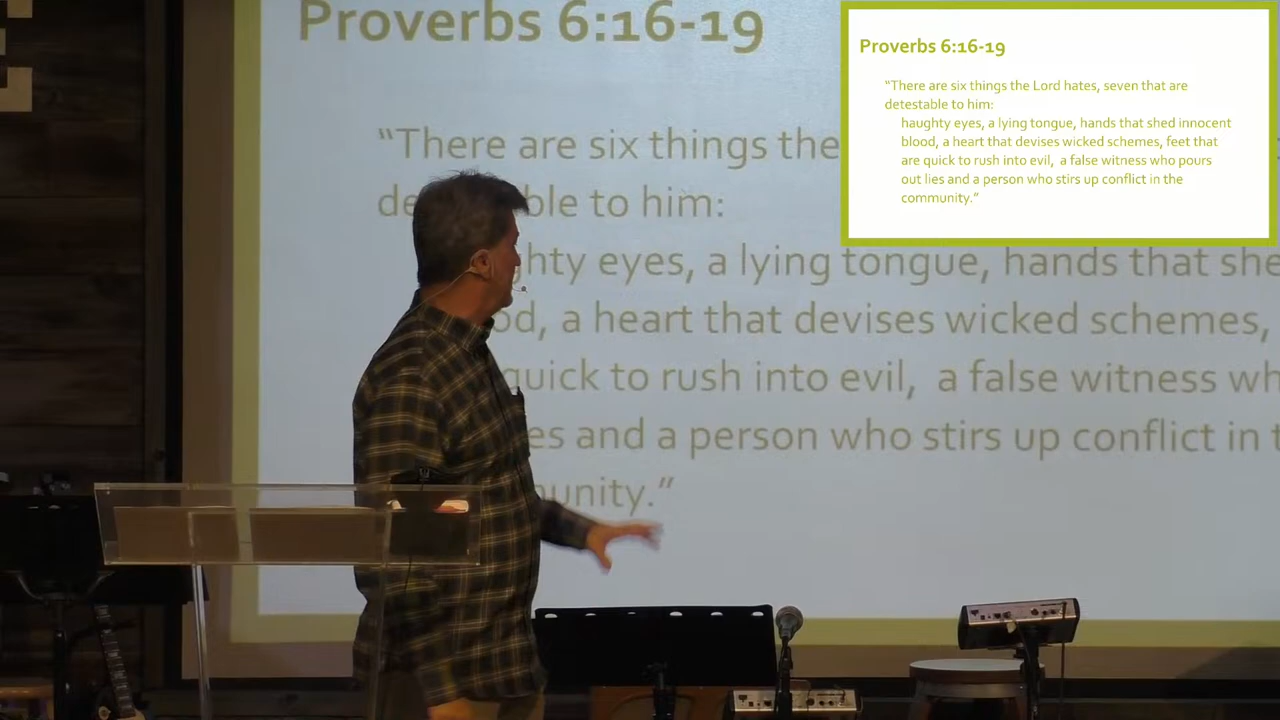 Proverbs 6:16-19
“There are six things the
de ble to him:
hty eyes, a lying tongue, hands that she
od, a heart that devises wicked schemes,
quick to rush into evil, a false witness wh
es and a person who stirs up conflict in t
munity.”
Proverbs 6:16-19
“There are six things the Lord hates, seven that are
detestable to him:
haughty eyes, a lying tongue, hands that shed innocent
blood, a heart that devises wicked schemes, feet that
are quick to rush into evil, a false witness who pours
out lies and a person who stirs up conflict in the
community.”